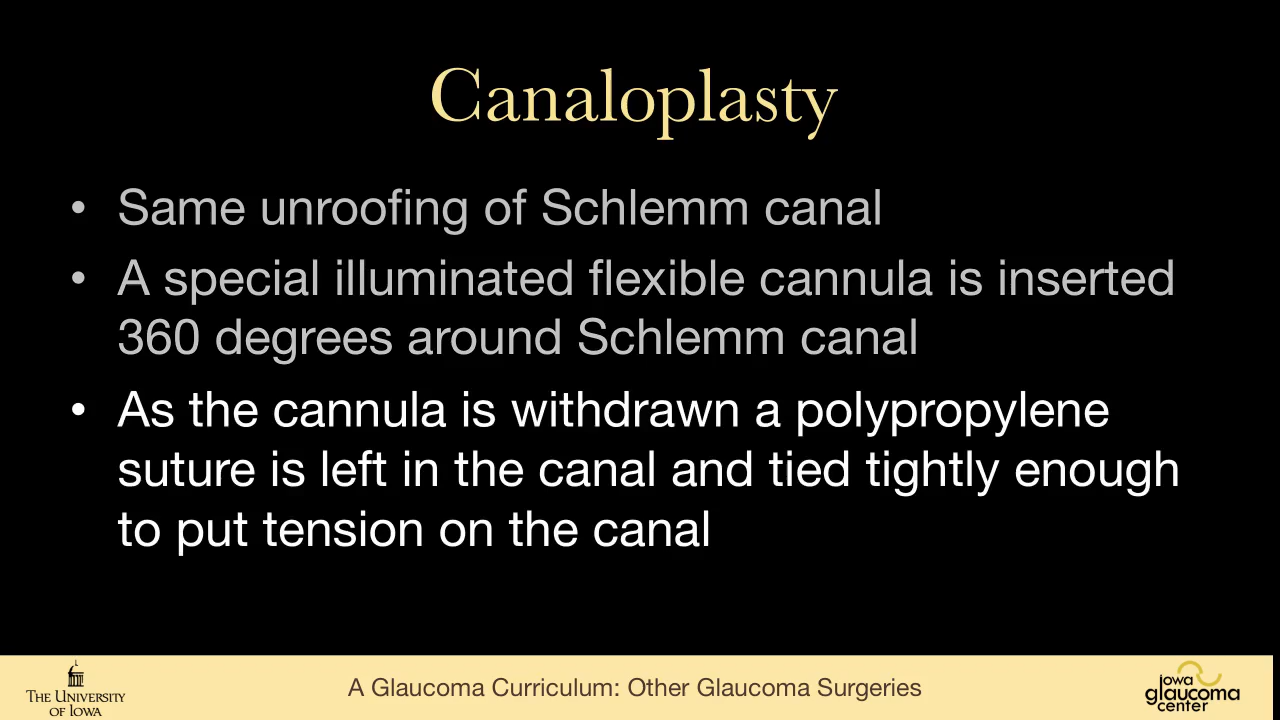 Canaloplasty
• Same unroofing of Schlemm canal
• A special illuminated flexible cannula is inserted
360 degrees around Schlemm canal
• As the cannula is withdrawn a polypropylene
suture is left in the canal and tied tightly enough
to put tension on the canal
THE UNIVERSITY
OF IOWA
A Glaucoma Curriculum: Other Glaucoma Surgeries
iowa
glaucoma
center